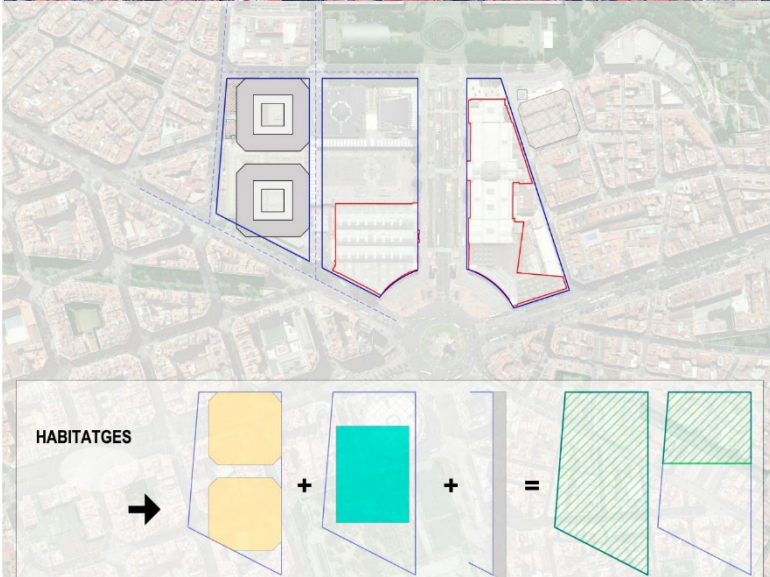 HABITATGES
+
+
=